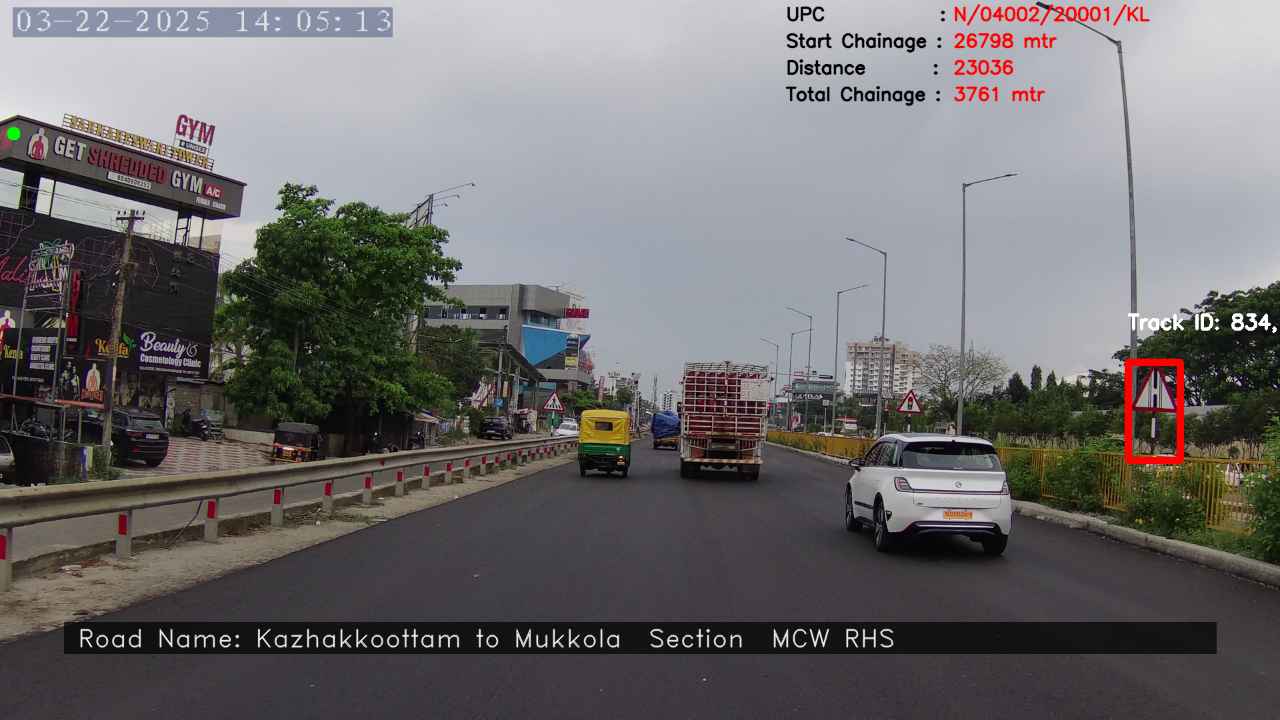 03-22-2025 14:05:13
UPC : N/04002/20001/KL
Start Chainage : 26798 mtr
Distance : 23036
Total Chainage : 3761 mtr
GYM
GET SHREDDED GYM A/C
Beauty &
Cosmetology Clinic
Track ID: 834,
Road Name: Kazhakkoottam to Mukkola Section MCW RHS